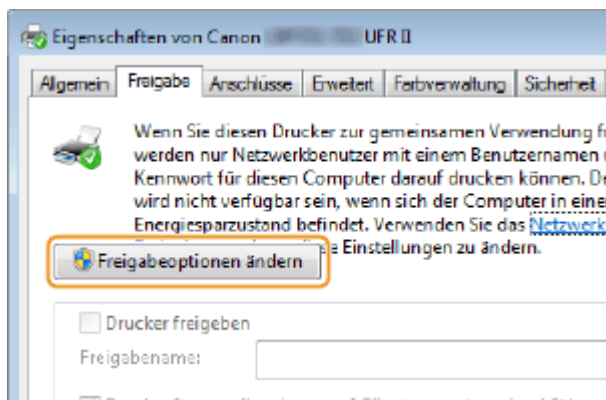 Eigenschaften von Canon UFR II
Allgemein Freigabe Anschlüsse Erweitert Farbverwaltung Sicherheit
Wenn Sie diesen Drucker zur gemeinsamen Verwendung f
werden nur Netzwerkbenutzer mit einem Benutzernamen
Kennwort für diesen Computer darauf drucken können. De
wird nicht verfügbar sein, wenn sich der Computer in eine
Energiesparzustand befindet. Verwenden Sie das Netzwerk
Einstellungen zu ändern.
Freigabeoptionen ändern
Drucker freigeben
Freigabename: